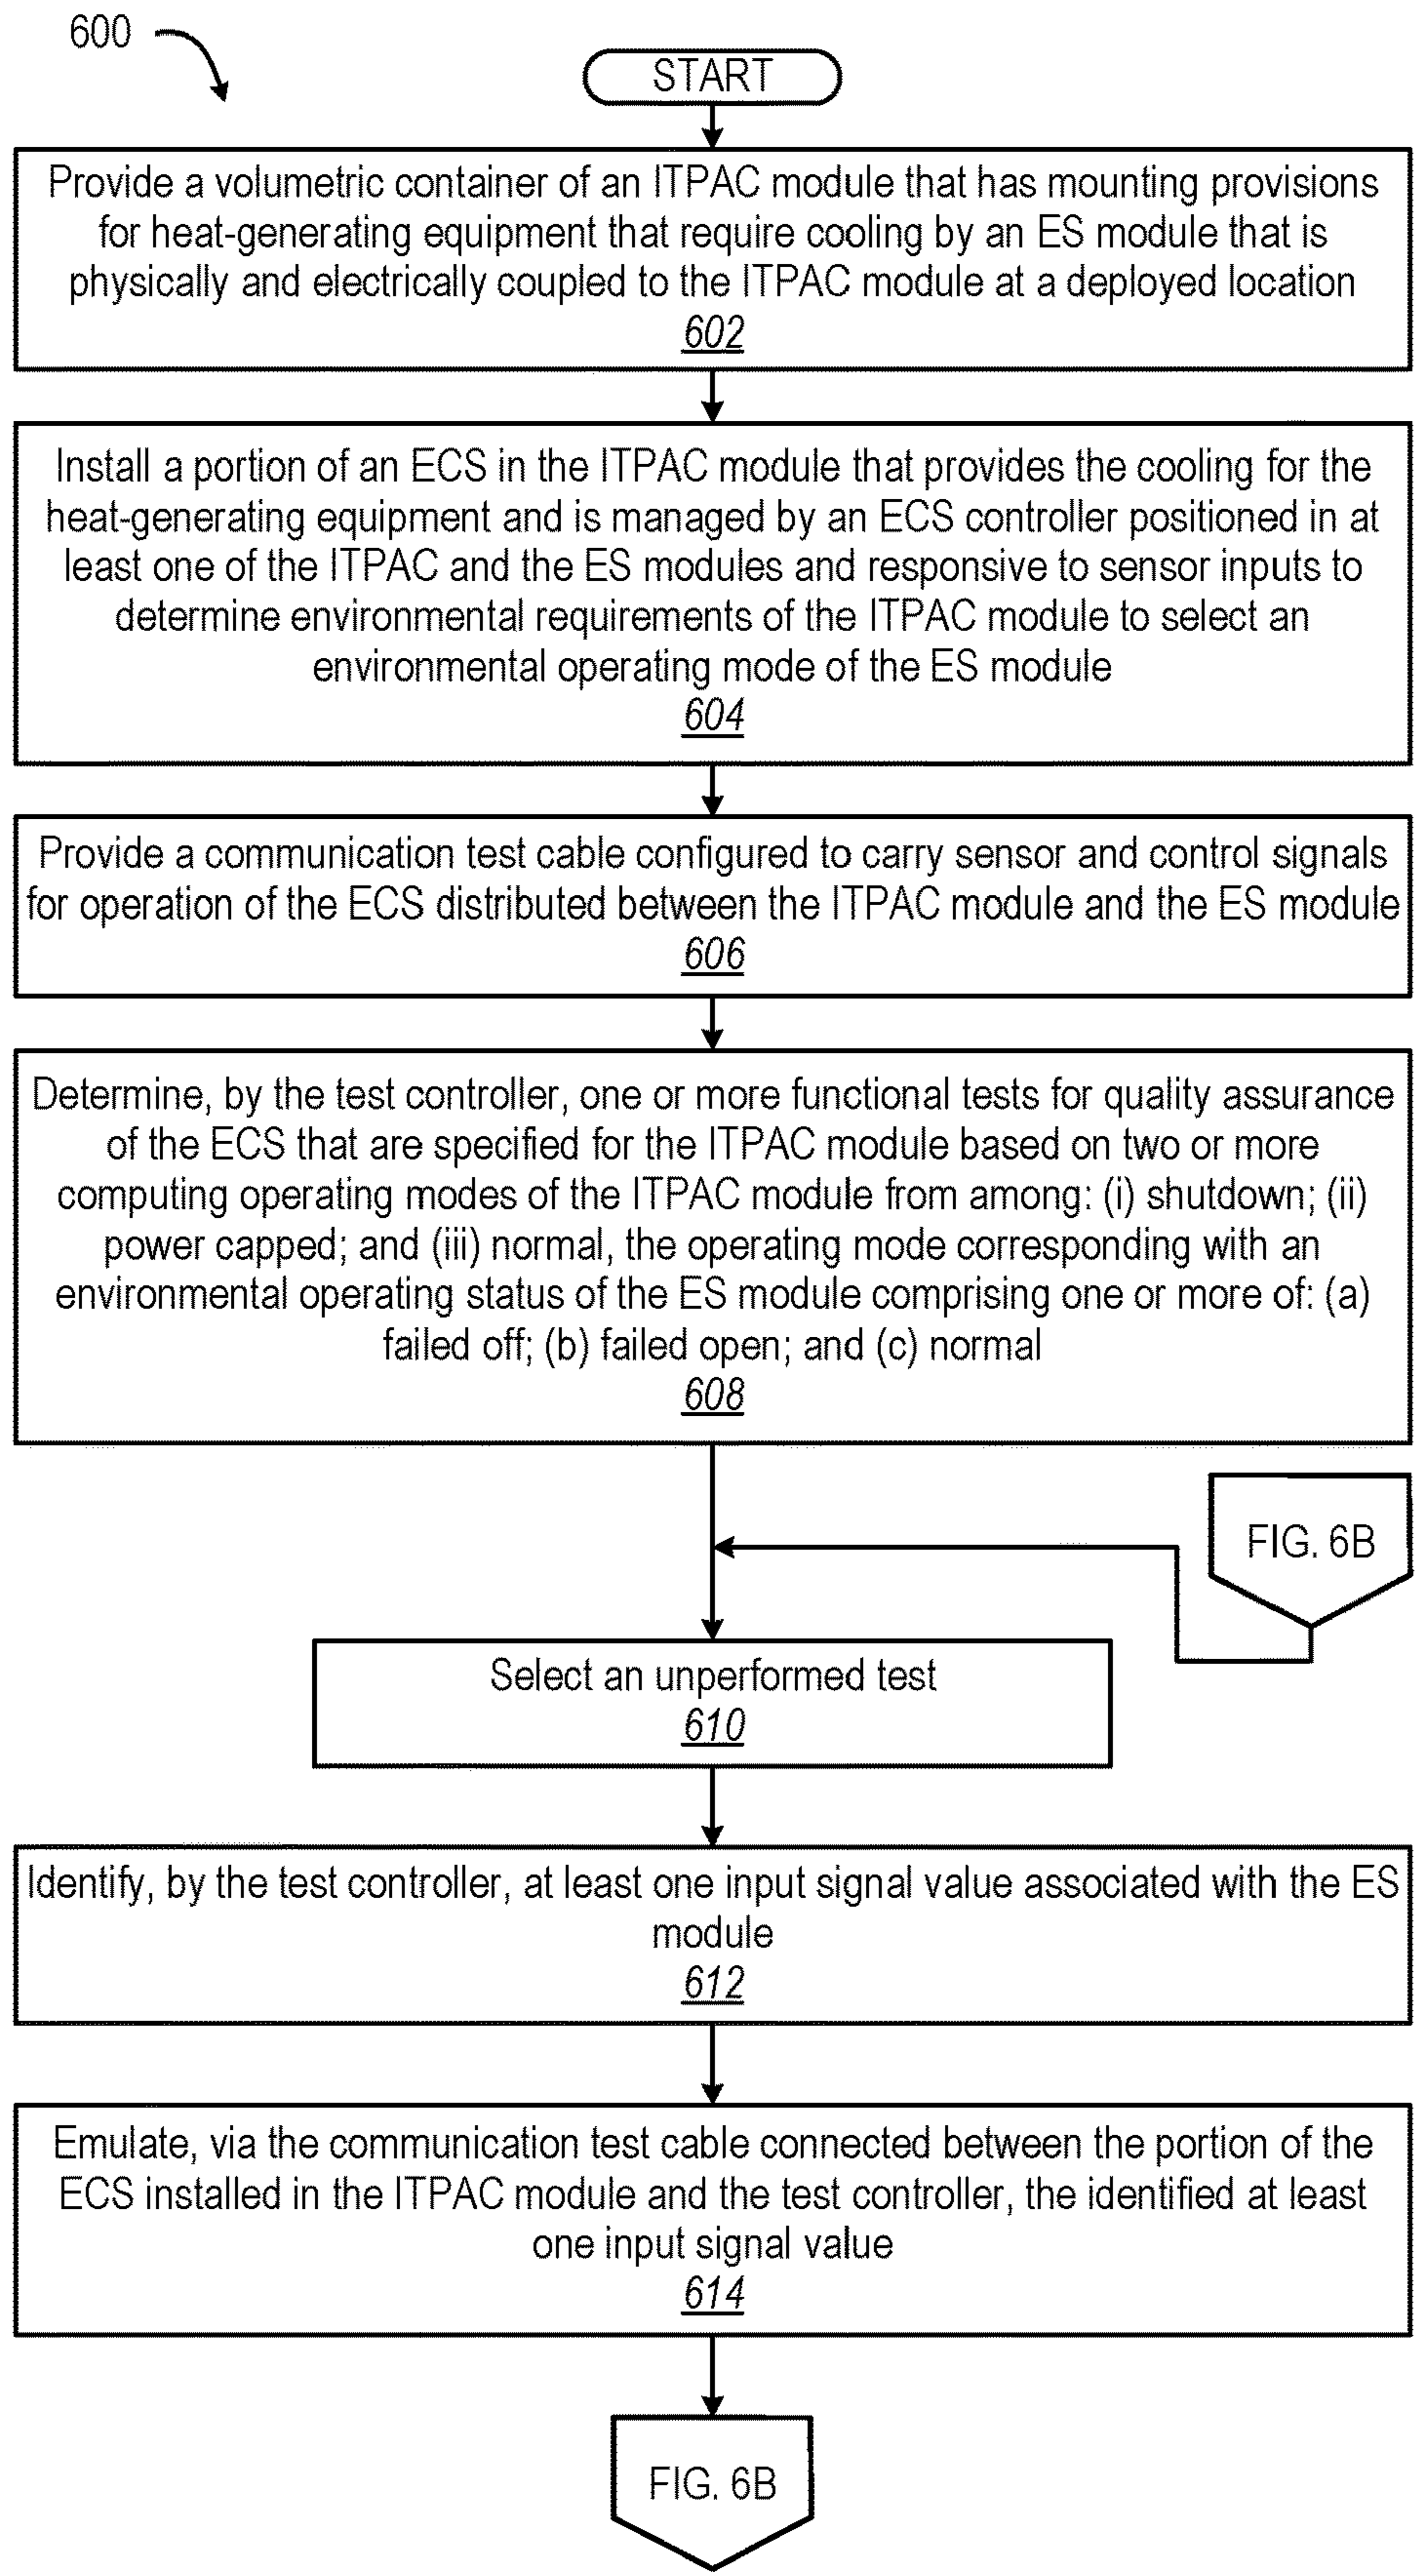 600
START
Provide a volumetric container of an ITPAC module that has mounting provisions
for heat-generating equipment that require cooling by an ES module that is
physically and electrically coupled to the ITPAC module at a deployed location
602
Install a portion of an ECS in the ITPAC module that provides the cooling for the
heat-generating equipment and is managed by an ECS controller positioned in at
least one of the ITPAC and the ES modules and responsive to sensor inputs to
determine environmental requirements of the ITPAC module to select an
environmental operating mode of the ES module
604
Provide a communication test cable configured to carry sensor and control signals
for operation of the ECS distributed between the ITPAC module and the ES module
606
Determine, by the test controller, one or more functional tests for quality assurance
of the ECS that are specified for the ITPAC module based on two or more
computing operating modes of the ITPAC module from among: (i) shutdown; (ii)
power capped; and (iii) normal, the operating mode corresponding with an
environmental operating status of the ES module comprising one or more of: (a)
failed off; (b) failed open; and (c) normal
608
FIG. 6B
Select an unperformed test
610
Identify, by the test controller, at least one input signal value associated with the ES
module
612
Emulate, via the communication test cable connected between the portion of the
ECS installed in the ITPAC module and the test controller, the identified at least
one input signal value
614
FIG. 6B